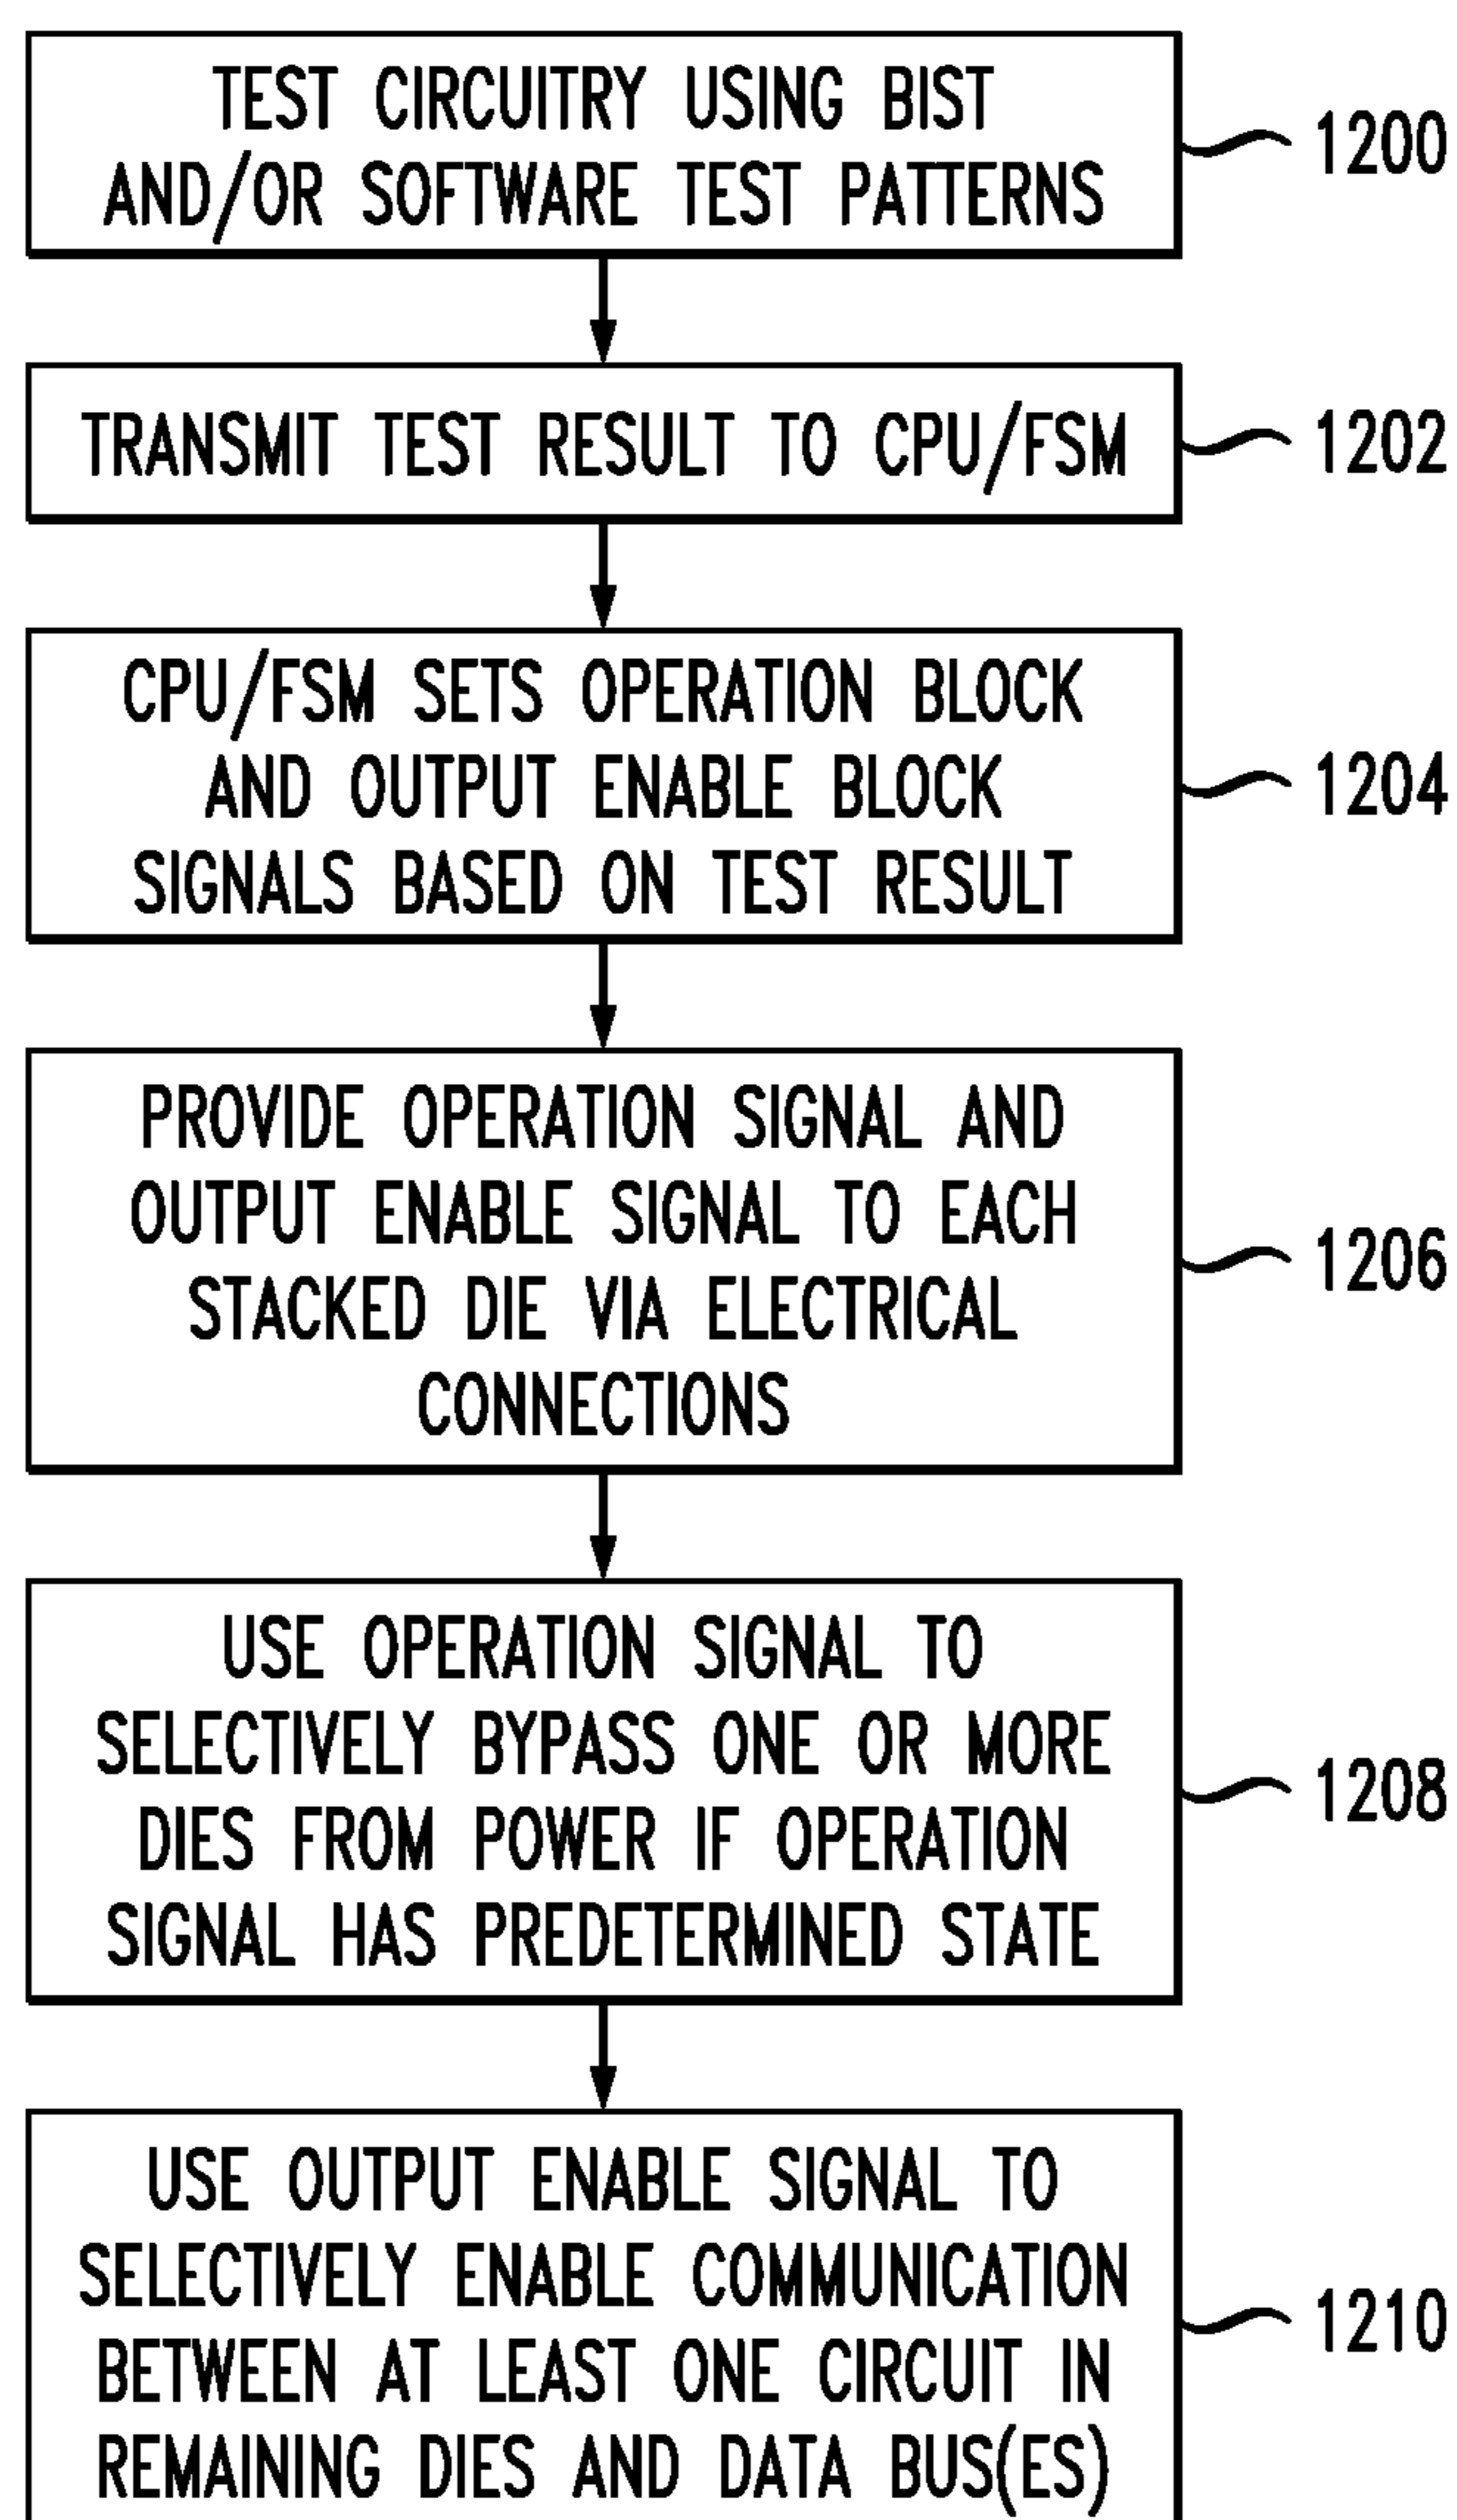 TEST CIRCUITRY USING BIST
AND/OR SOFTWARE TEST PATTERNS
1200
TRANSMIT TEST RESULT TO CPU/FSM
1202
CPU/FSM SETS OPERATION BLOCK
AND OUTPUT ENABLE BLOCK
SIGNALS BASED ON TEST RESULT
1204
PROVIDE OPERATION SIGNAL AND
OUTPUT ENABLE SIGNAL TO EACH
STACKED DIE VIA ELECTRICAL
CONNECTIONS
1206
USE OPERATION SIGNAL TO
SELECTIVELY BYPASS ONE OR MORE
DIES FROM POWER IF OPERATION
SIGNAL HAS PREDETERMINED STATE
1208
USE OUTPUT ENABLE SIGNAL TO
SELECTIVELY ENABLE COMMUNICATION
BETWEEN AT LEAST ONE CIRCUIT IN
REMAINING DIES AND DATA BUS(ES)
1210